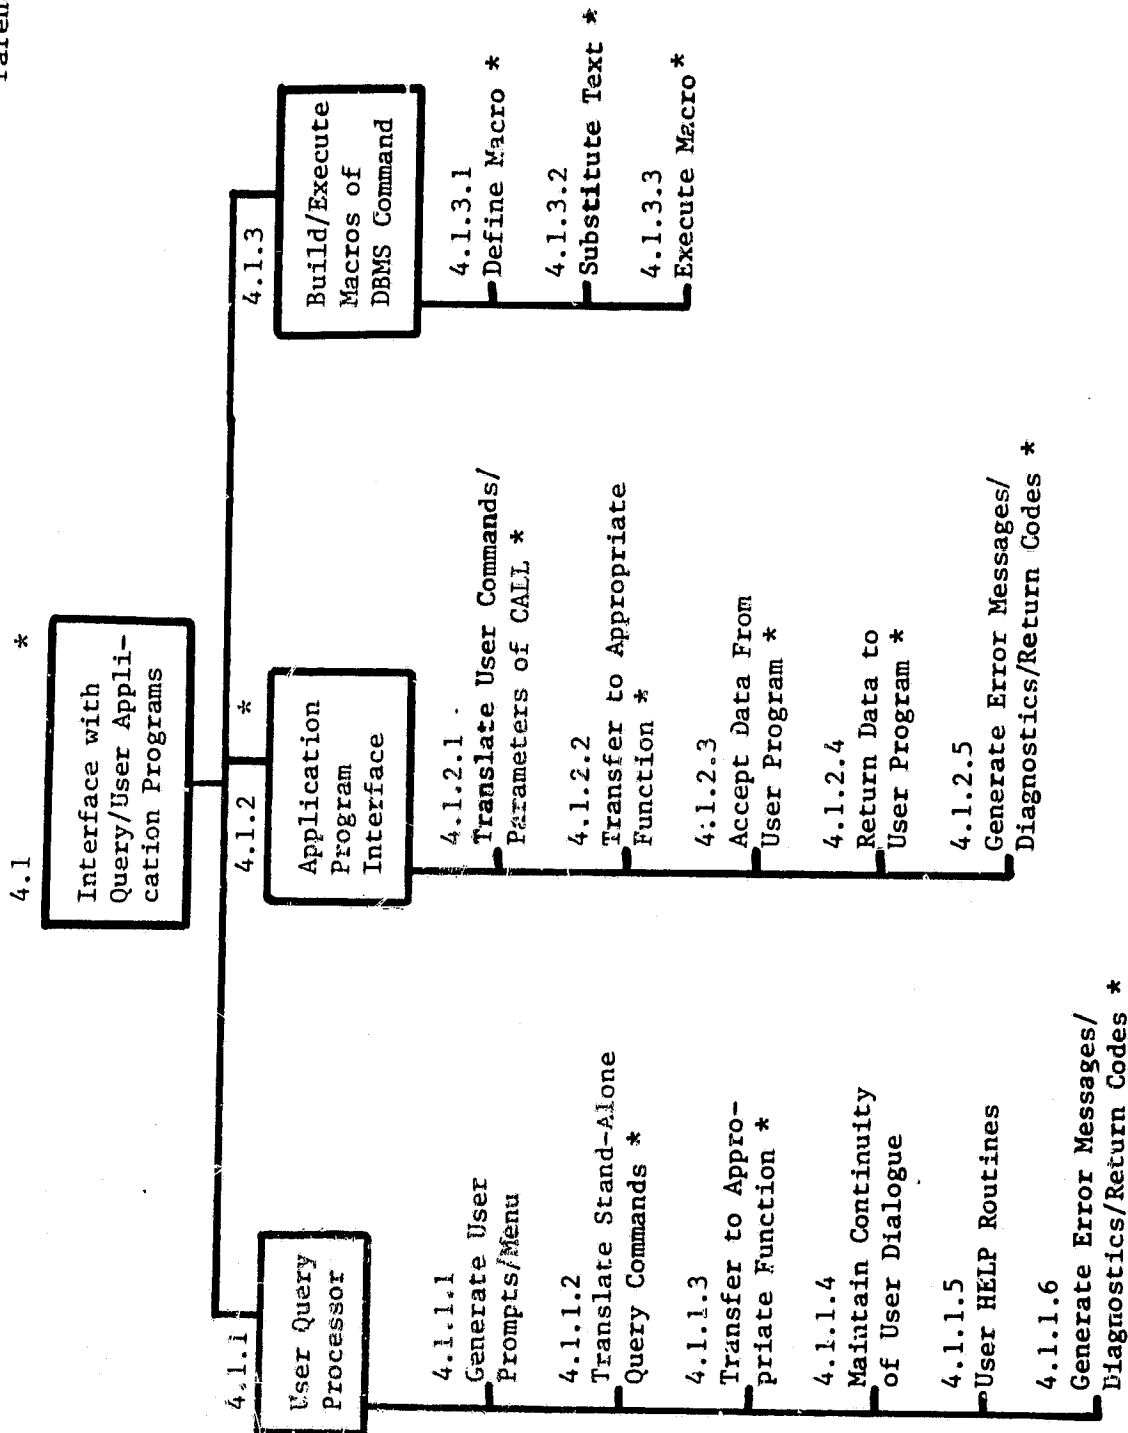 4.1 *
Interface with
Query/User Appli-
cation Programs
4.1.1
User Query
Processor
4.1.1.1
Generate User
Prompts/Menu
4.1.1.2
Translate Stand-Alone
Query Commands *
4.1.1.3
Transfer to Appro-
priate Function *
4.1.1.4
Maintain Continuity
of User Dialogue
4.1.1.5
User HELP Routines
4.1.1.6
Generate Error Messages/
Diagnostics/Return Codes *
4.1.2 *
Application
Program
Interface
4.1.2.1
Translate User Commands/
Parameters of CALL *
4.1.2.2
Transfer to Appropriate
Function *
4.1.2.3
Accept Data From
User Program *
4.1.2.4
Return Data to
User Program *
4.1.2.5
Generate Error Messages/
Diagnostics/Return Codes *
4.1.3
Build/Execute
Macros of
DBMS Command
4.1.3.1
Define Macro *
4.1.3.2
Substitute Text *
4.1.3.3
Execute Macro *